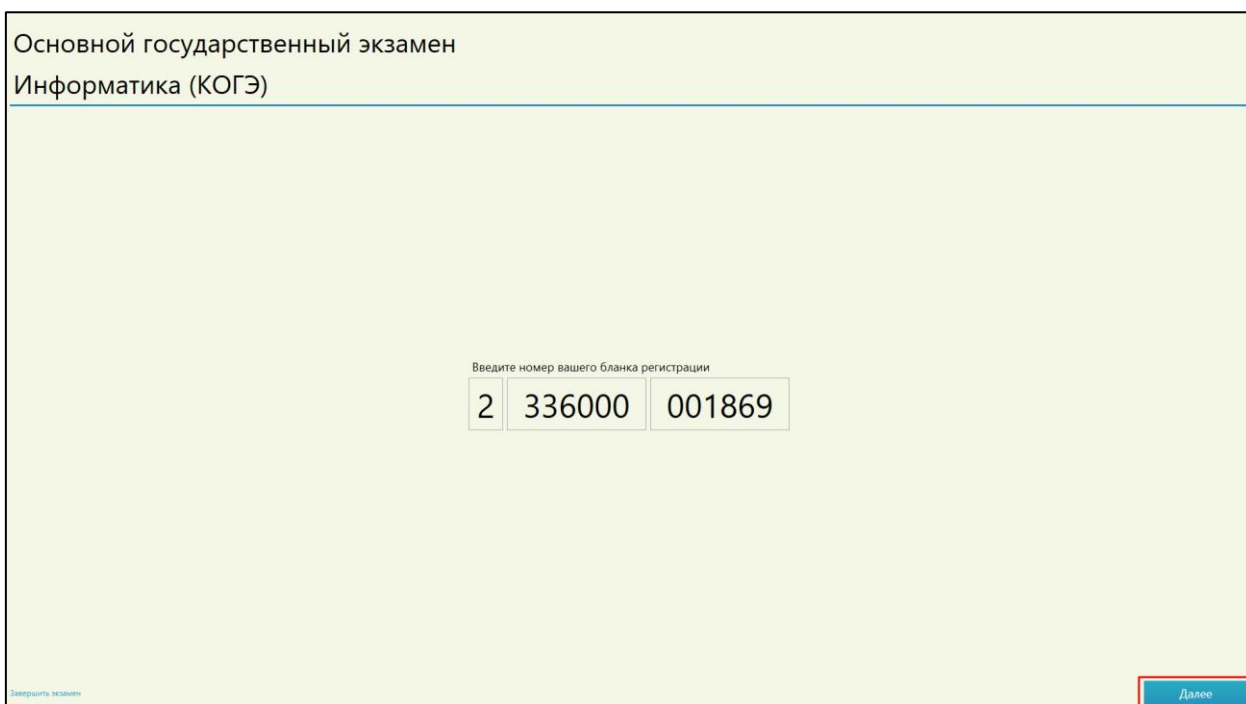 Основной государственный экзамен
Информатика (КОГЭ)
Введите номер вашего бланка регистрации
2 336000 001869
Завершить экзамен
Далее